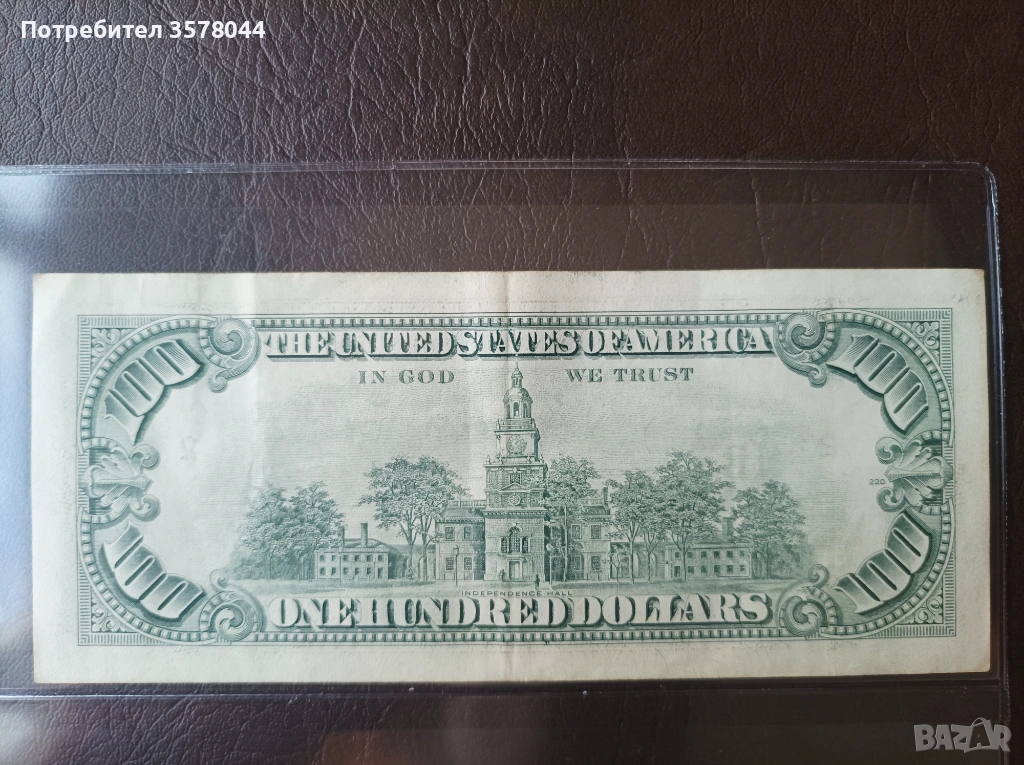 Потребител 3578044
THE UNITED STATES OF AMERICA
IN GOD WE TRUST
100
100
220
100
100
INDEPENDENCE HALL
ONE HUNDRED DOLLARS
BAZAR